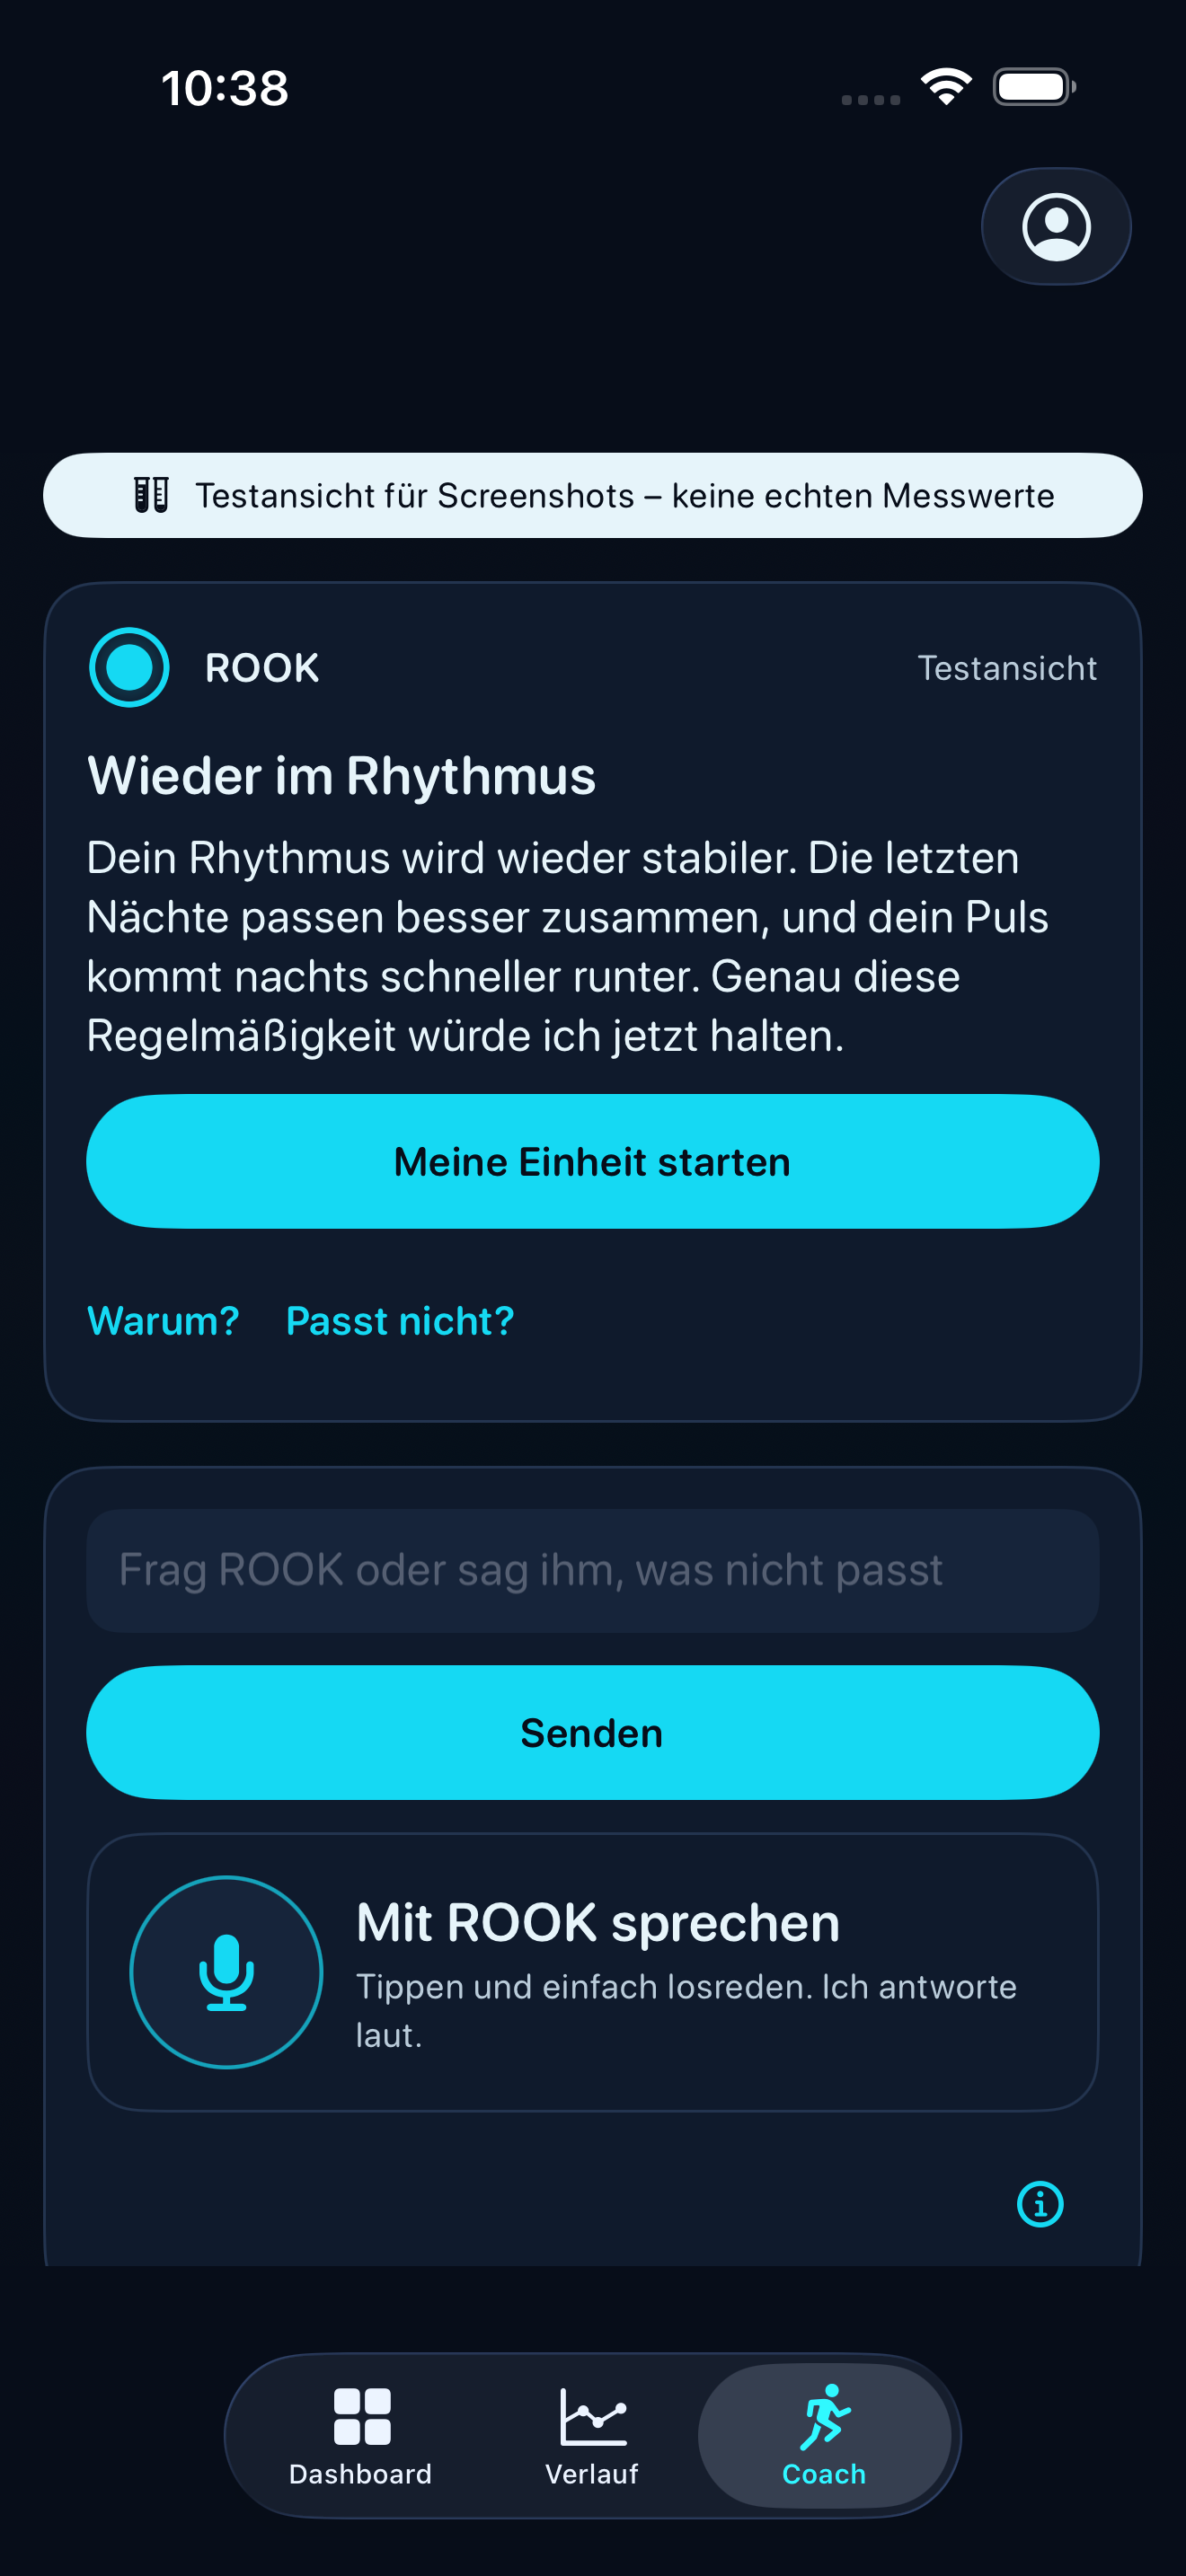 10:38
Testansicht für Screenshots – keine echten Messwerte
ROOK
Testansicht
Wieder im Rhythmus
Dein Rhythmus wird wieder stabiler. Die letzten
Nächte passen besser zusammen, und dein Puls
kommt nachts schneller runter. Genau diese
Regelmäßigkeit würde ich jetzt halten.
Meine Einheit starten
Warum? Passt nicht?
Frag ROOK oder sag ihm, was nicht passt
Senden
Mit ROOK sprechen
Tippen und einfach losreden. Ich antworte
laut.
Dashboard Verlauf Coach